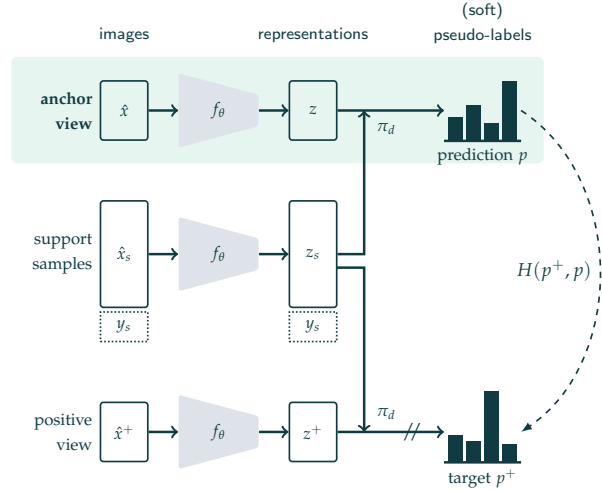 images
representations
(soft)
pseudo-labels
anchor
view
x̂
f_θ
z
π_d
prediction p
support
samples
x̂_s
f_θ
z_s
H(p⁺, p)
y_s
y_s
positive
view
x̂⁺
f_θ
z⁺
π_d
//
target p⁺